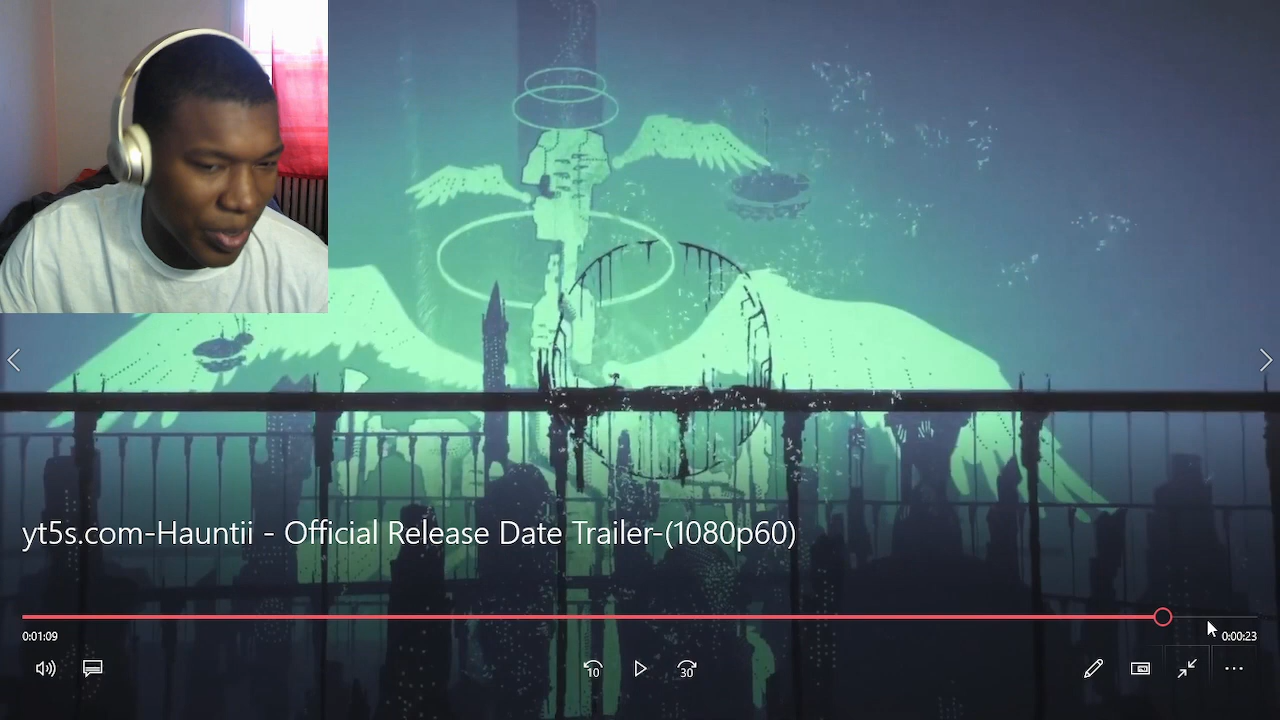 yt5s.com-Hauntii - Official Release Date Trailer-(1080p60)
0:01:09
0:00:23
10
30